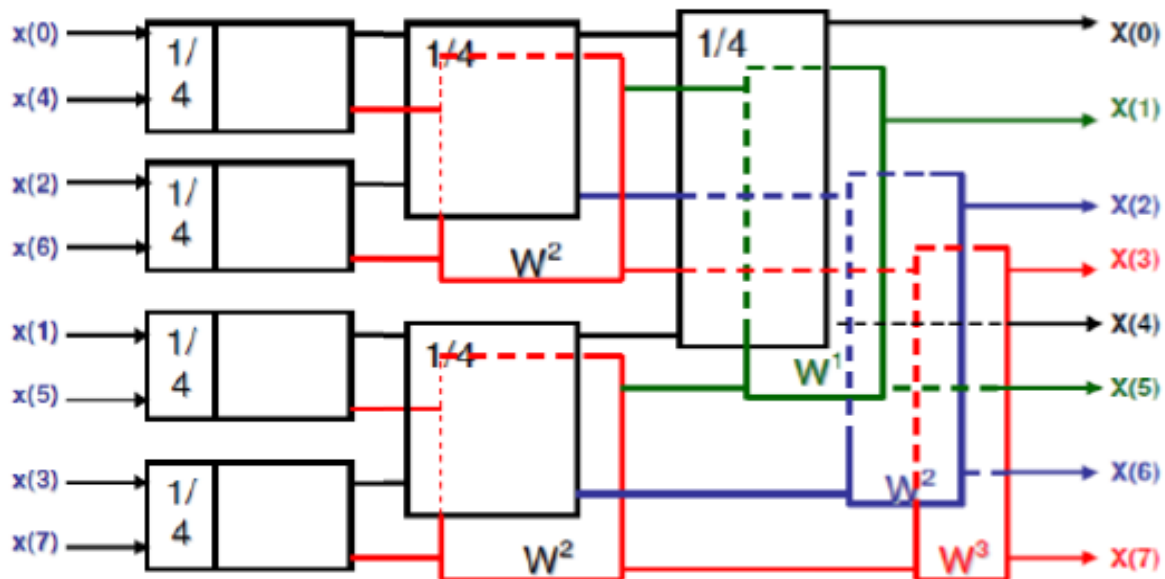 x(0)
x(4)
x(2)
x(6)
x(1)
x(5)
x(3)
x(7)
1/
4
1/
4
1/
4
1/
4
1/4
W²
1/4
W²
1/4
W¹
W²
W³
X(0)
X(1)
X(2)
X(3)
X(4)
X(5)
X(6)
X(7)